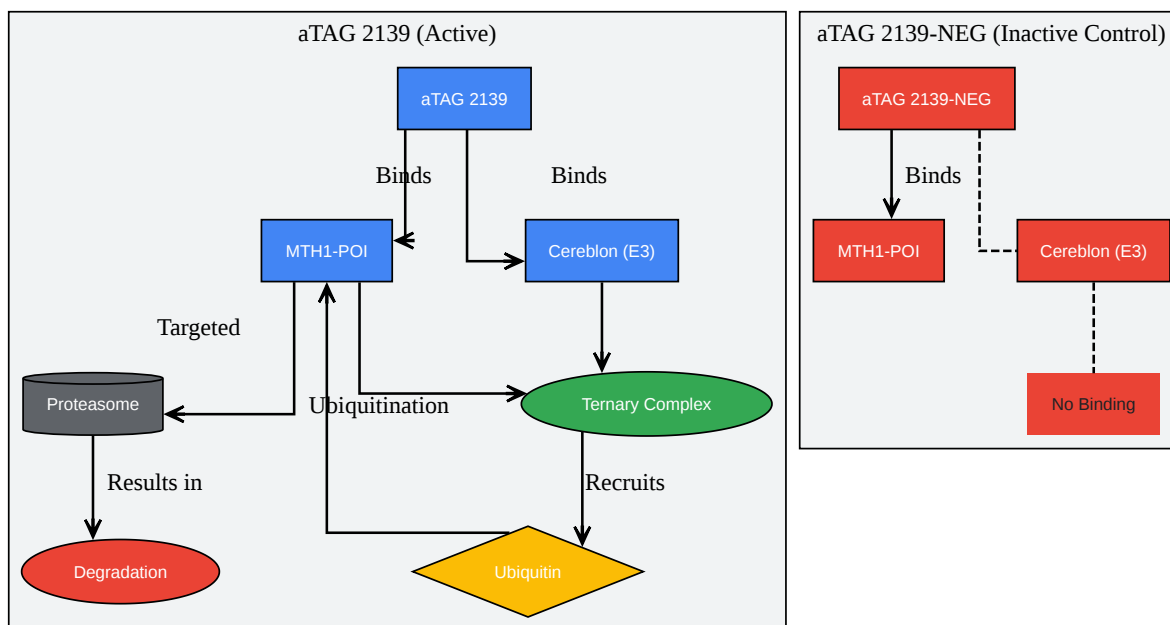 aTAG 2139 (Active)
aTAG 2139
Binds
Binds
MTH1-POI
Cereblon (E3)
Targeted
Proteasome
Ubiquitination
Ternary Complex
Results in
Recruits
Degradation
Ubiquitin
aTAG 2139-NEG (Inactive Control)
aTAG 2139-NEG
Binds
MTH1-POI
Cereblon (E3)
No Binding